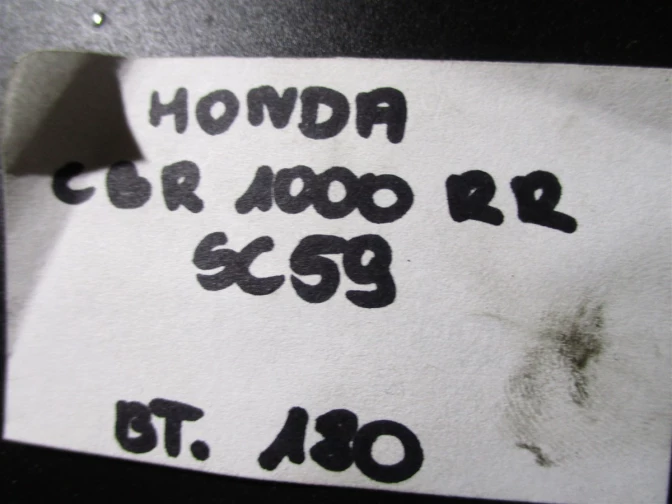 HONDA
CBR 1000 RR
SC59
BT. 180